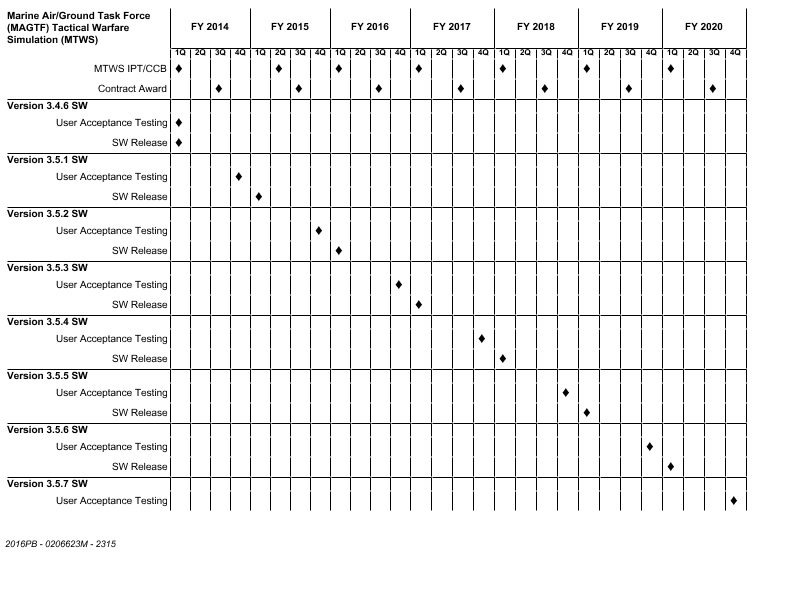 Marine Air/Ground Task Force
(MAGTF) Tactical Warfare
Simulation (MTWS)
FY 2014 FY 2015 FY 2016 FY 2017 FY 2018 FY 2019 FY 2020
1Q 2Q 3Q 4Q 1Q 2Q 3Q 4Q 1Q 2Q 3Q 4Q 1Q 2Q 3Q 4Q 1Q 2Q 3Q 4Q 1Q 2Q 3Q 4Q 1Q 2Q 3Q 4Q
MTWS IPT/CCB
Contract Award
Version 3.4.6 SW
User Acceptance Testing
SW Release
Version 3.5.1 SW
User Acceptance Testing
SW Release
Version 3.5.2 SW
User Acceptance Testing
SW Release
Version 3.5.3 SW
User Acceptance Testing
SW Release
Version 3.5.4 SW
User Acceptance Testing
SW Release
Version 3.5.5 SW
User Acceptance Testing
SW Release
Version 3.5.6 SW
User Acceptance Testing
SW Release
Version 3.5.7 SW
User Acceptance Testing
2016PB - 0206623M - 2315